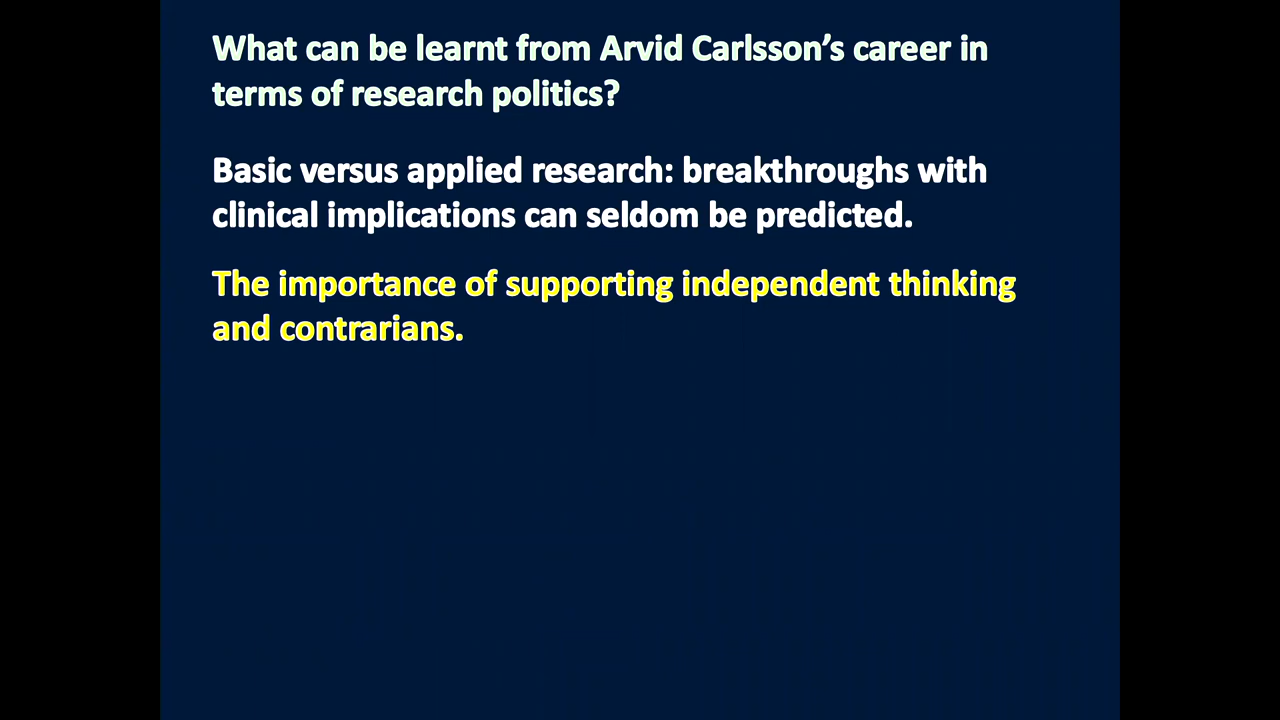 What can be learnt from Arvid Carlsson’s career in
terms of research politics?
Basic versus applied research: breakthroughs with
clinical implications can seldom be predicted.
The importance of supporting independent thinking
and contrarians.